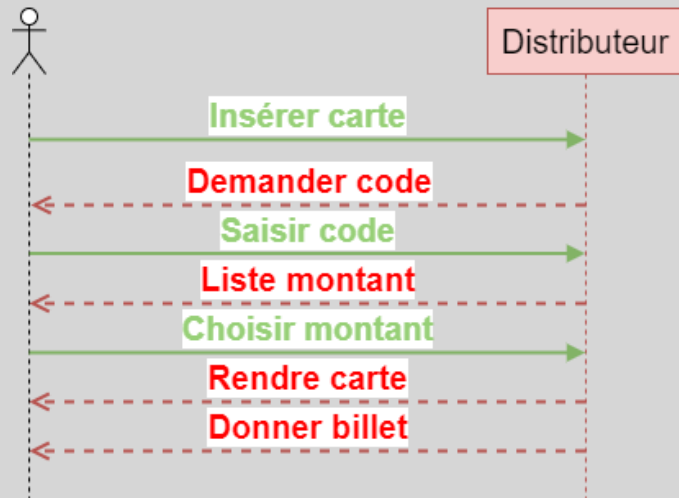 Distributeur
Insérer carte
Demander code
Saisir code
Liste montant
Choisir montant
Rendre carte
Donner billet